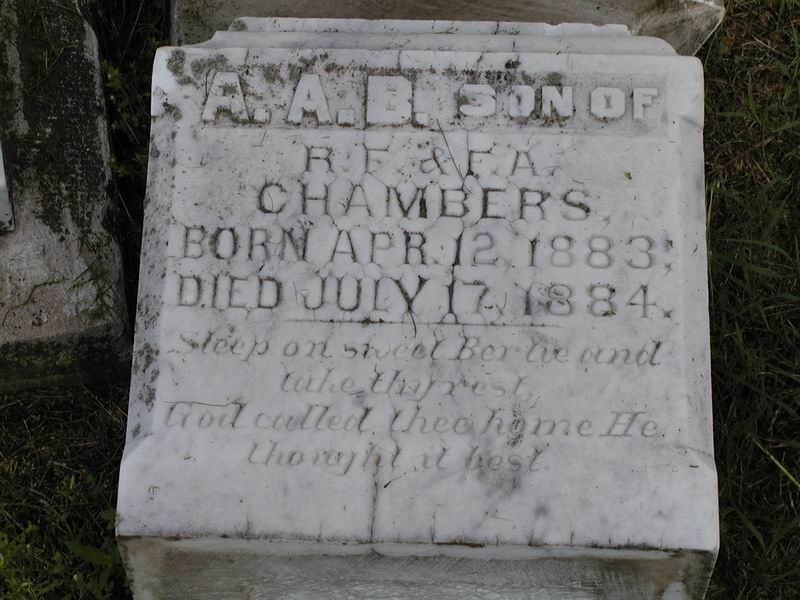 A. A. B. SON OF
R. F. & F. A.
CHAMBERS,
BORN APR. 12, 1883;
DIED JULY 17, 1884.
Sleep on sweet Bertie and
take thy rest,
God called thee home He
thought it best.